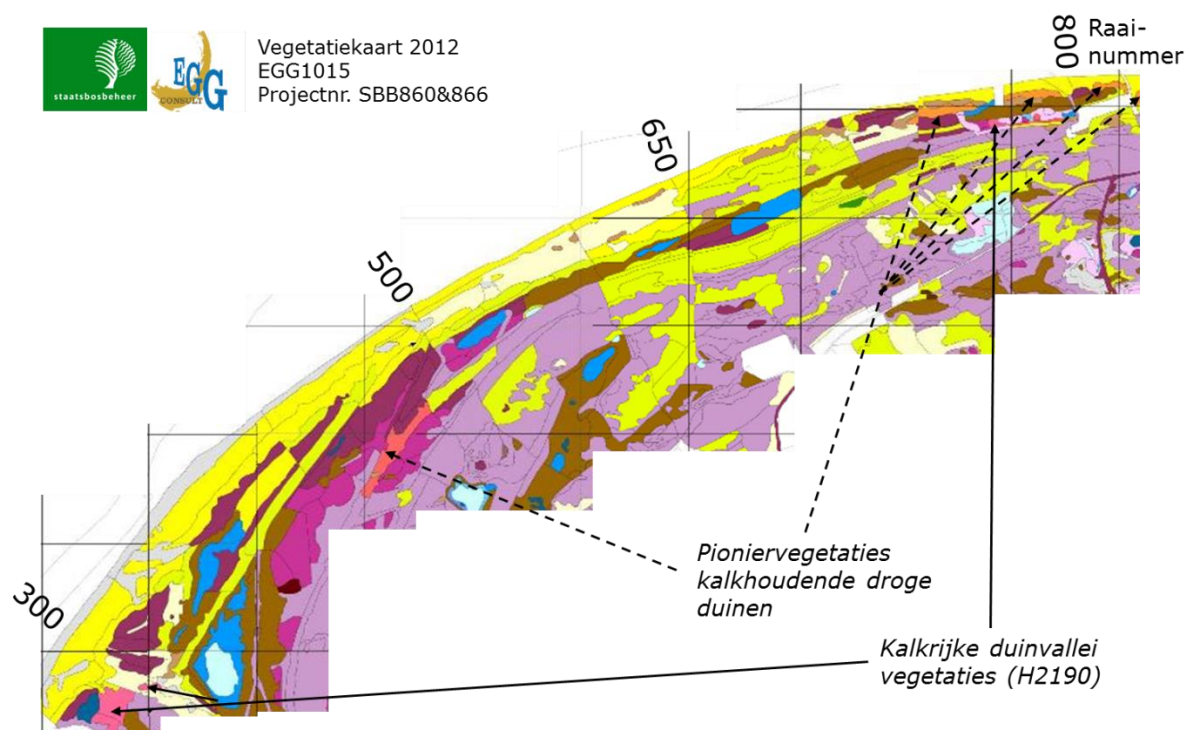 staatsbosbeheer
EGG
CONSULT
Vegetatiekaart 2012
EGG1015
Projectnr. SBB860&866
800
Raai-
nummer
650
500
300
Pioniervegetaties
kalkhoudende droge
duinen
Kalkrijke duinvallei
vegetaties (H2190)